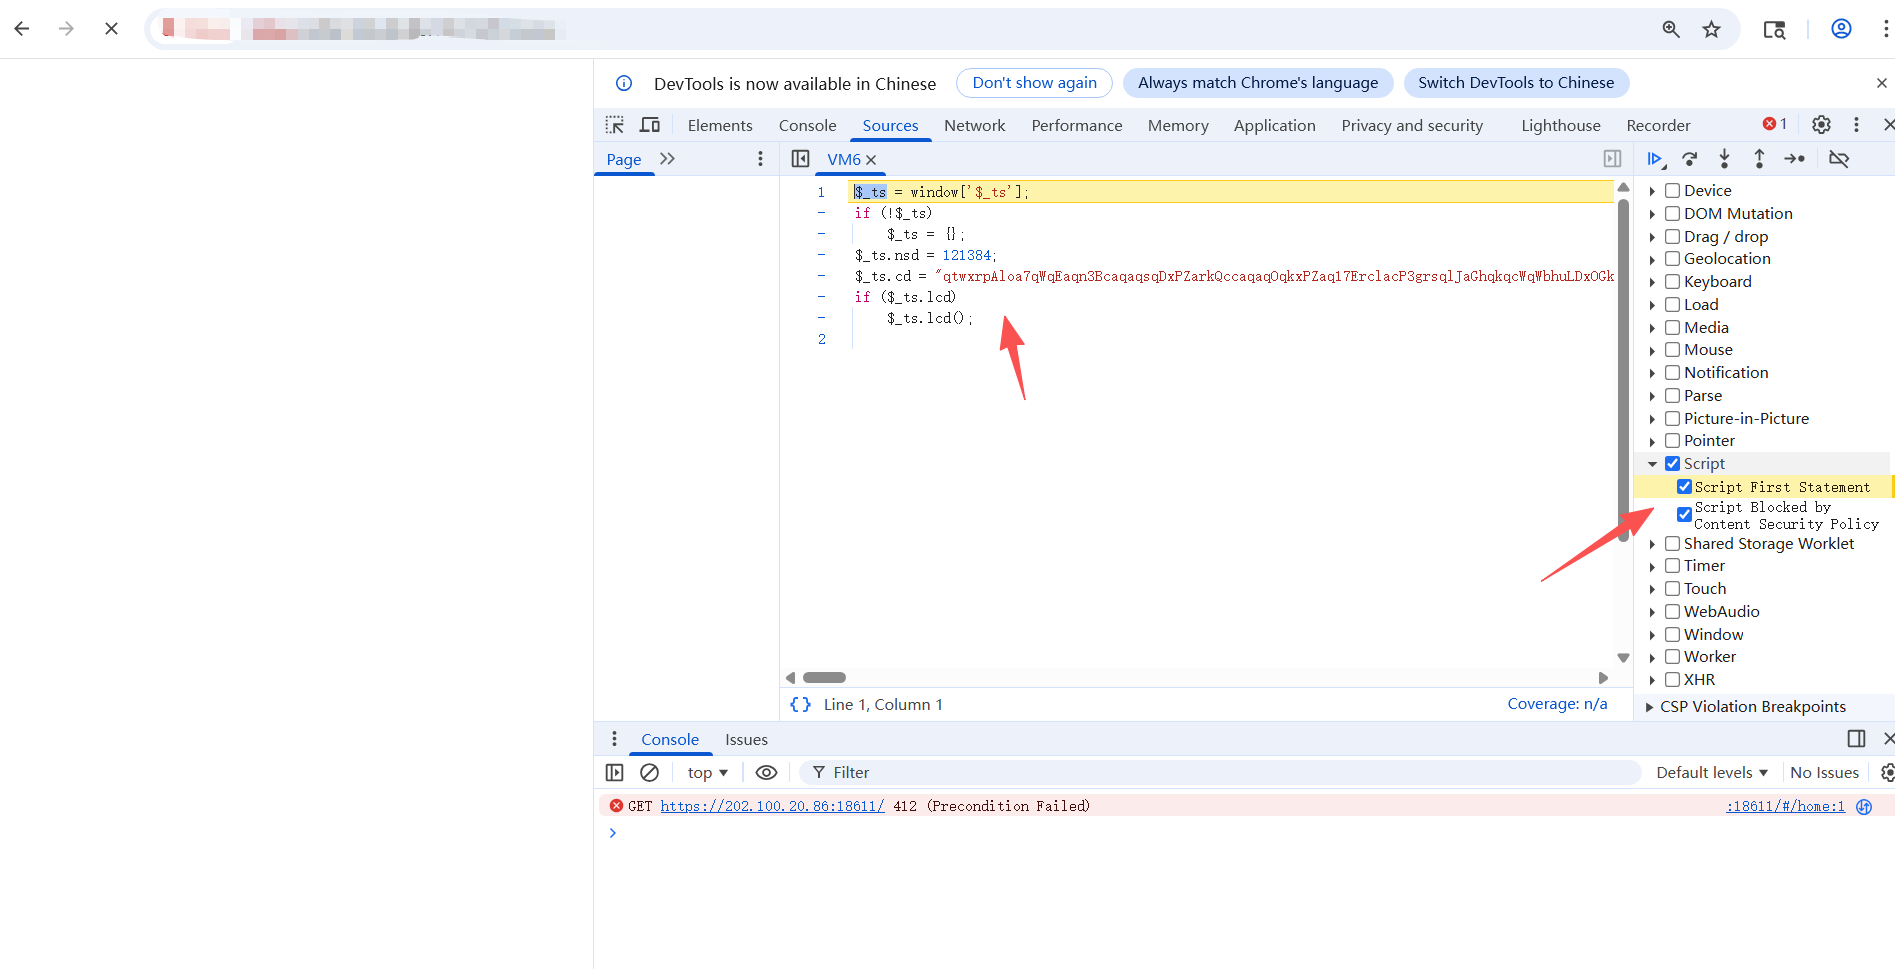 DevTools is now available in Chinese Don't show again Always match Chrome's language Switch DevTools to Chinese
Elements Console Sources Network Performance Memory Application Privacy and security Lighthouse Recorder 1
Page VM6
1 $_ts = window['$_ts'];
- if (!$_ts)
- $_ts = {};
- $_ts.nsd = 121384;
- $_ts.cd = "qtwxrpAloa7qWqEaqn3BcaqaqsqDxPZarkQccaqaqOqkxPZaq17ErclacP3grsqlJaGhqkqcWqWbhuLDxOGk
- if ($_ts.lcd)
- $_ts.lcd();
2
Line 1, Column 1 Coverage: n/a
Device
DOM Mutation
Drag / drop
Geolocation
Keyboard
Load
Media
Mouse
Notification
Parse
Picture-in-Picture
Pointer
Script
Script First Statement
Script Blocked by
Content Security Policy
Shared Storage Worklet
Timer
Touch
WebAudio
Window
Worker
XHR
CSP Violation Breakpoints
Console Issues
top Filter Default levels No Issues
GET https://202.100.20.86:18611/ 412 (Precondition Failed) :18611/#/home:1